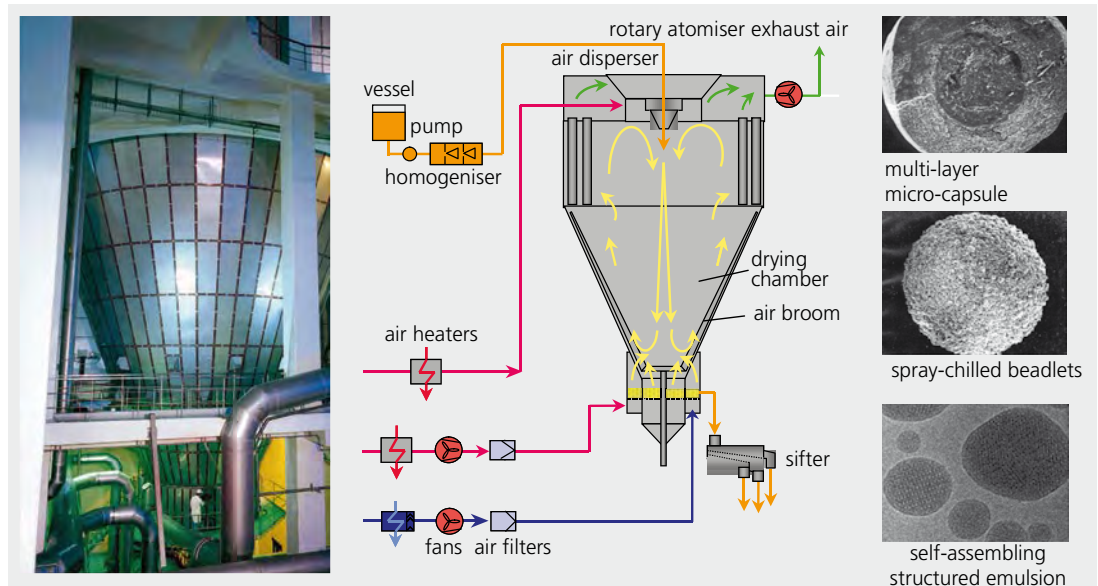 rotary atomiser exhaust air
air disperser
vessel
pump
homogeniser
multi-layer
micro-capsule
drying
chamber
air broom
air heaters
spray-chilled beadlets
sifter
fans
air filters
self-assembling
structured emulsion